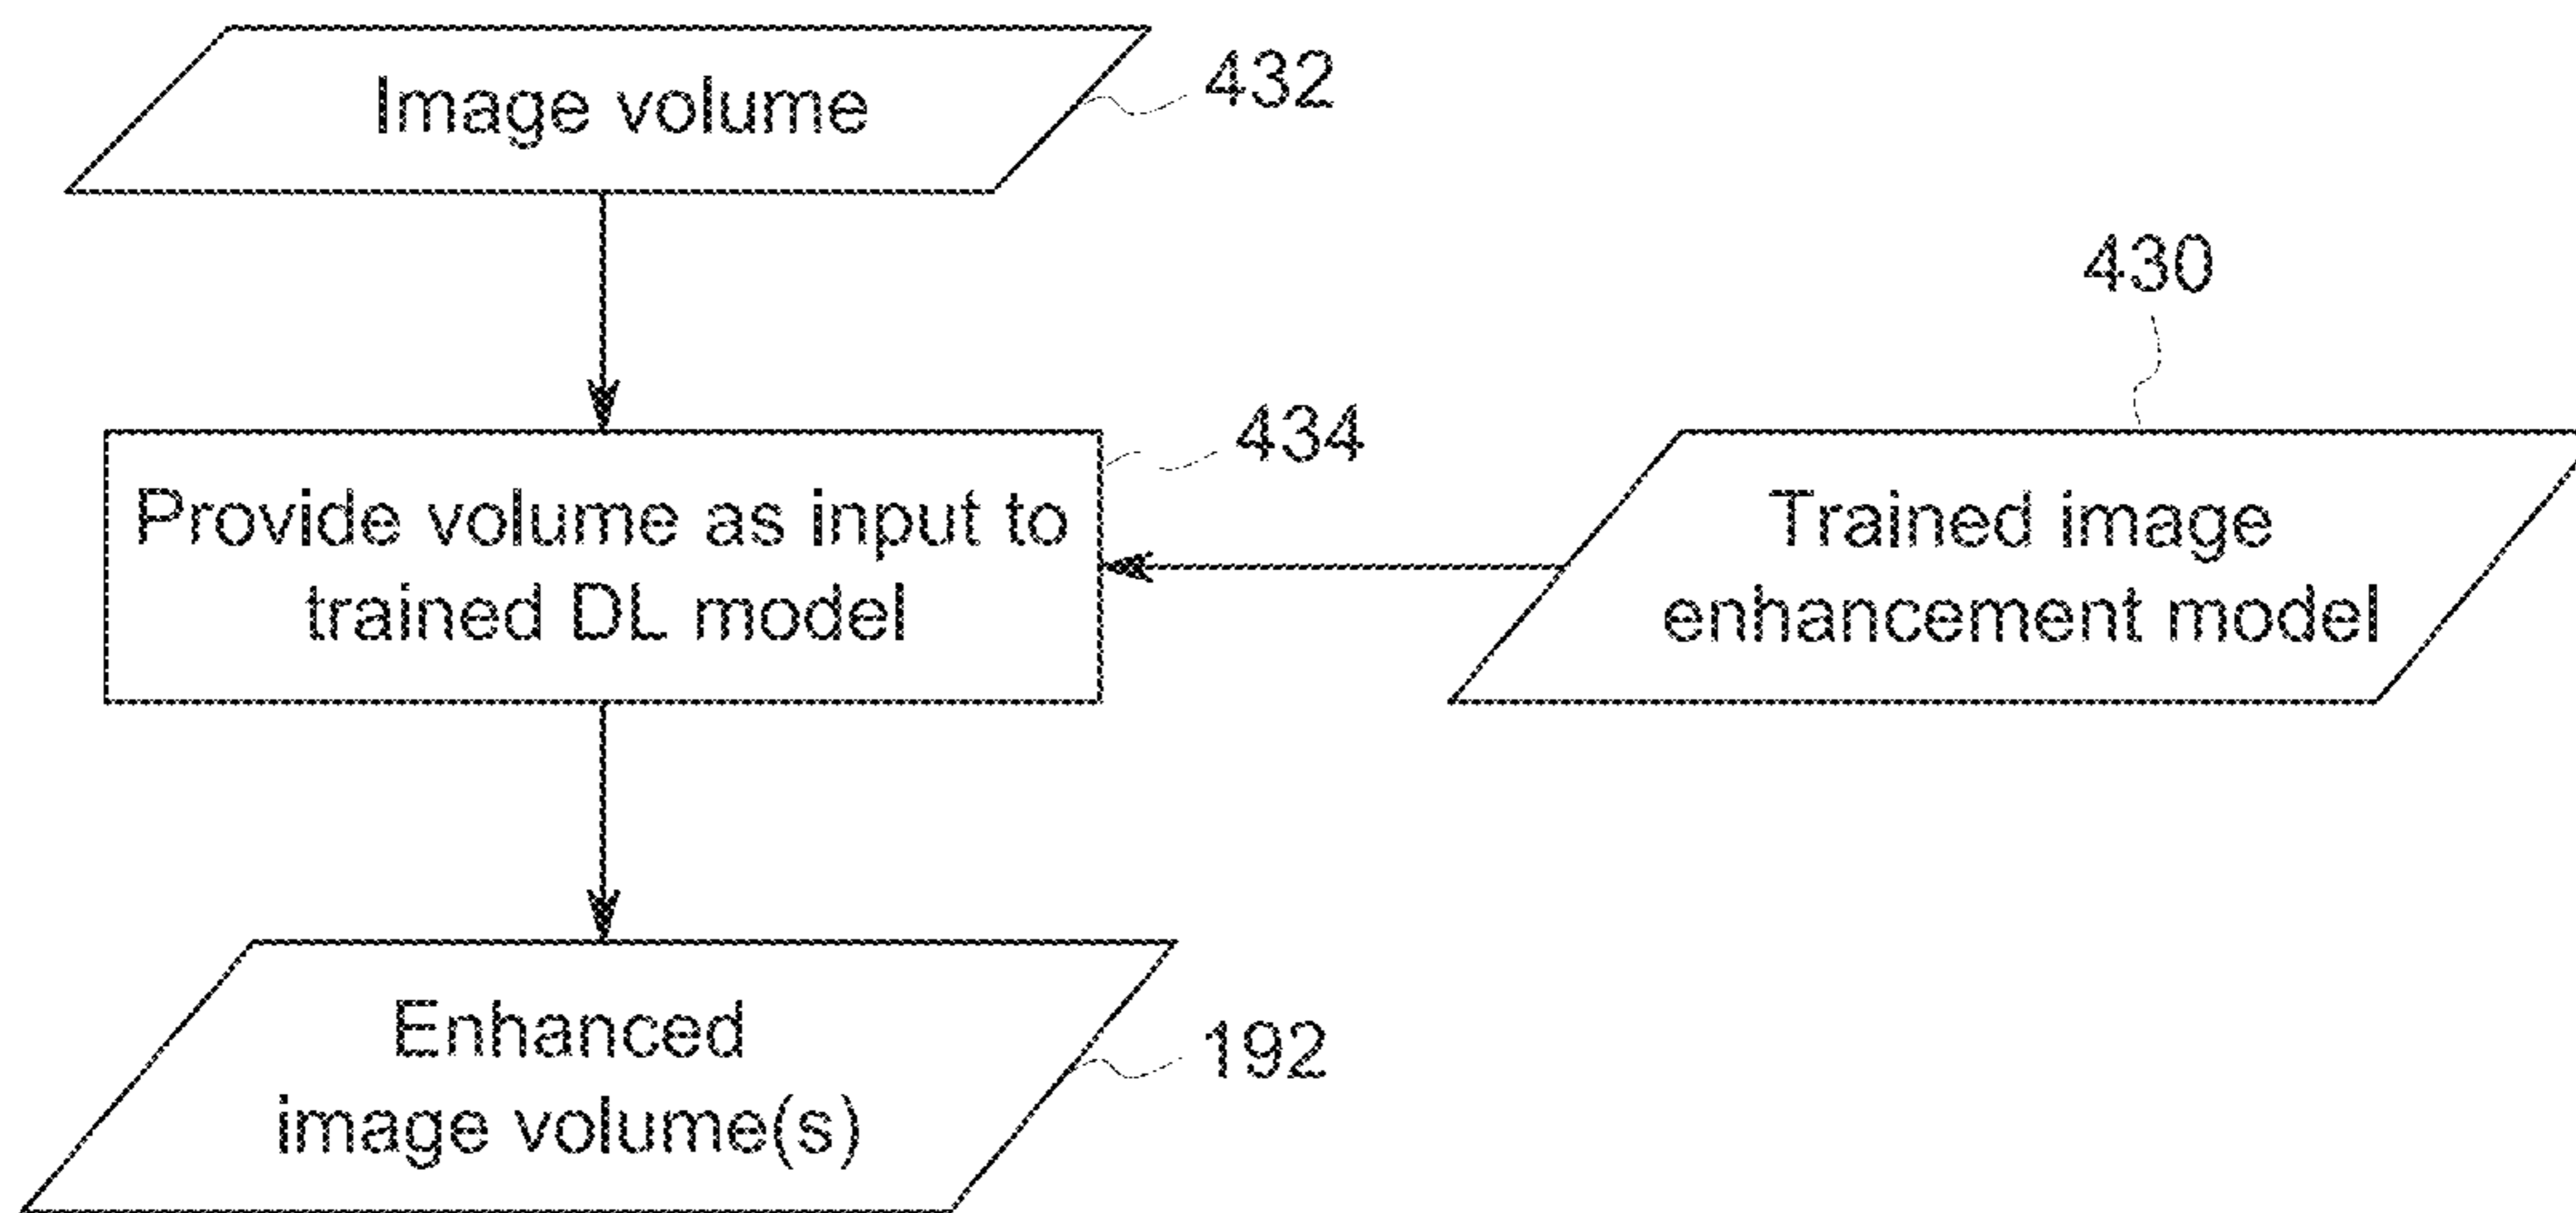 Image volume
432
430
434
Provide volume as input to
trained DL model
Trained image
enhancement model
Enhanced
image volume(s)
192